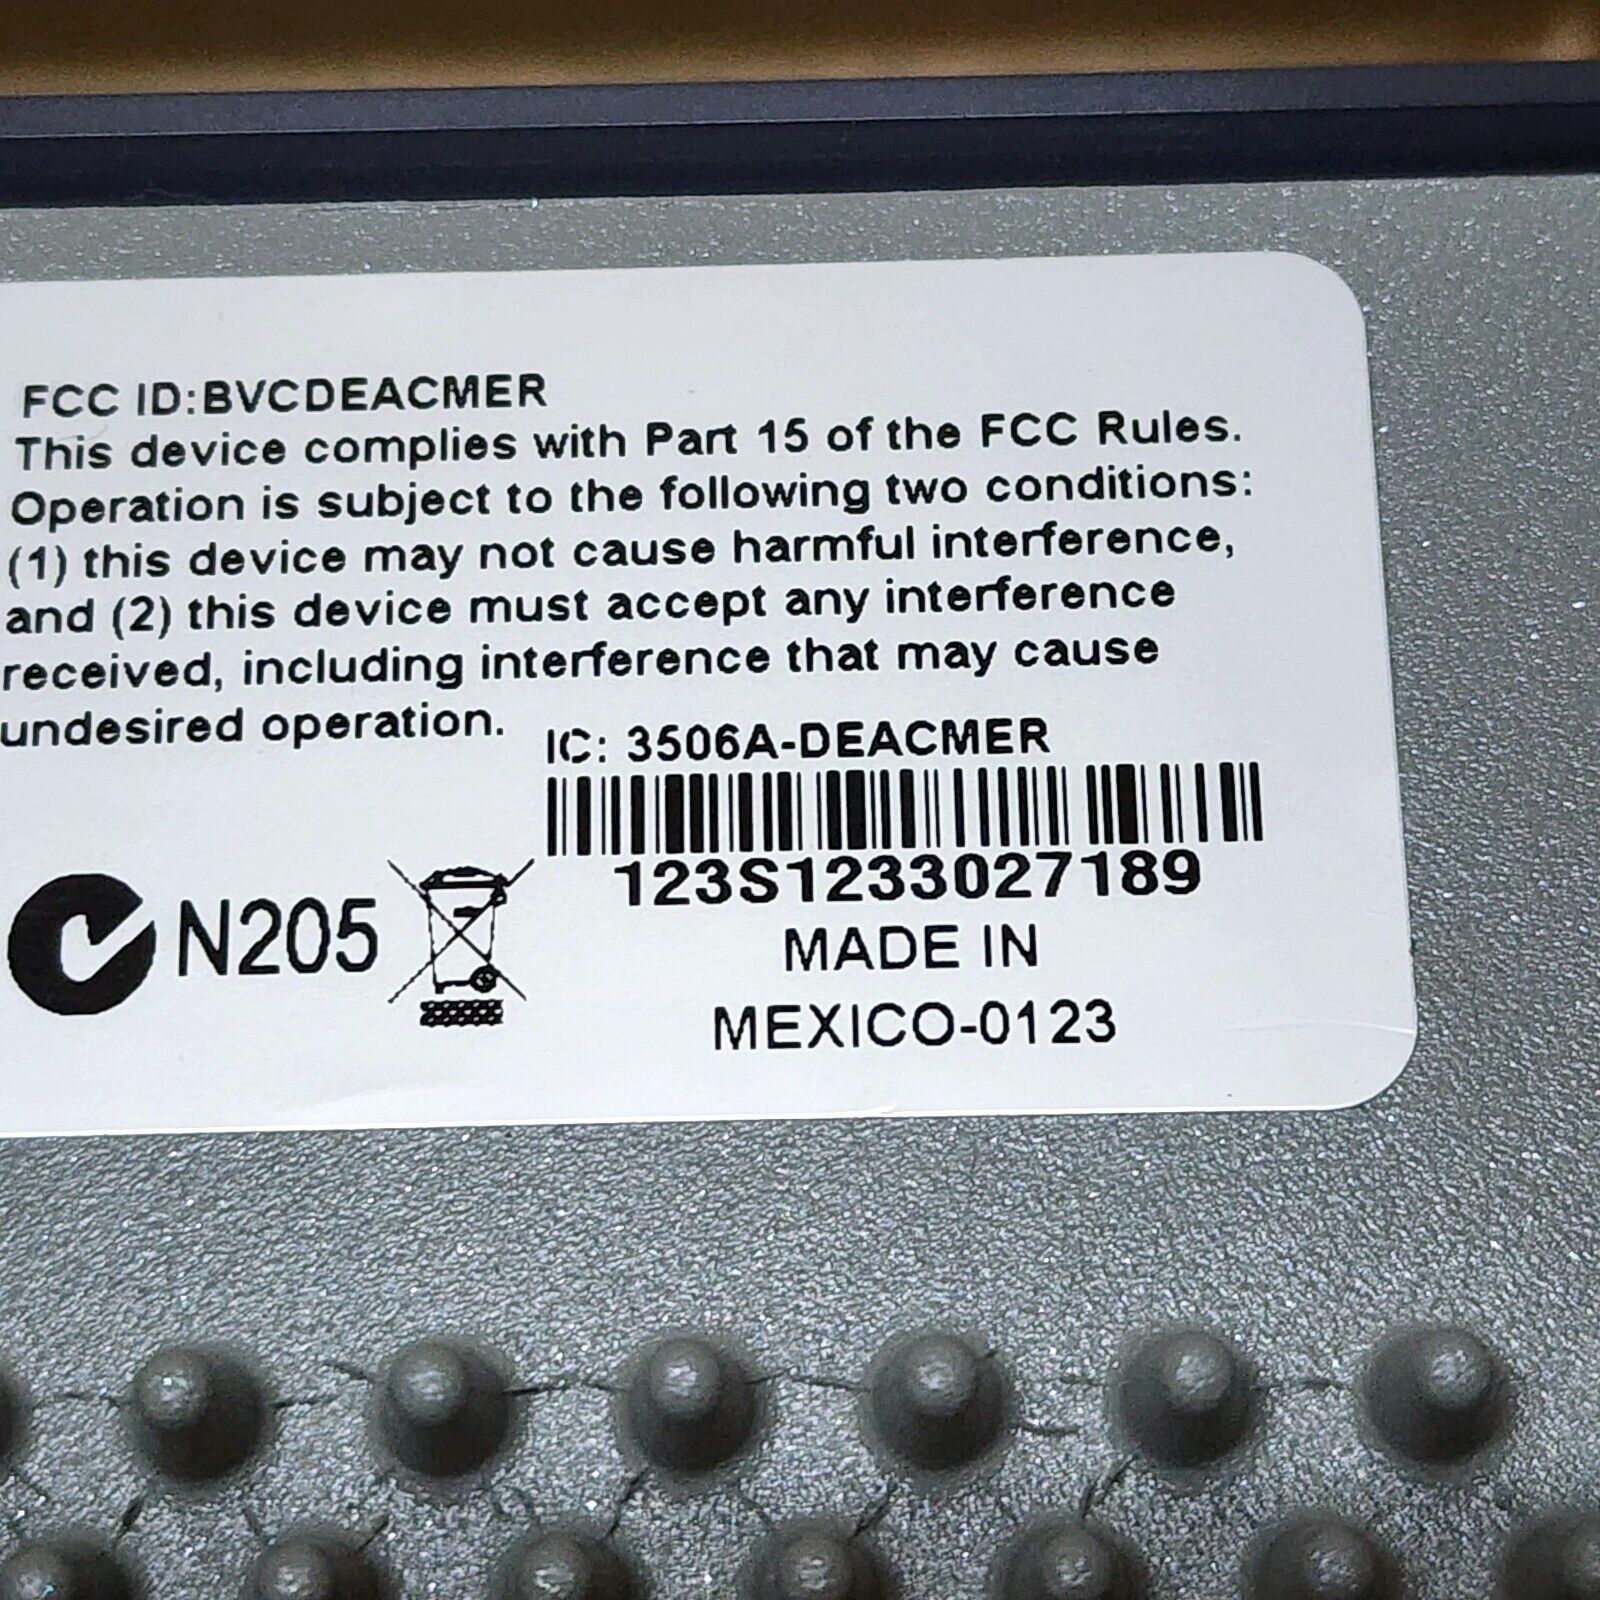 FCC ID:BVCDEACMER
This device complies with Part 15 of the FCC Rules.
Operation is subject to the following two conditions:
(1) this device may not cause harmful interference,
and (2) this device must accept any interference
received, including interference that may cause
undesired operation.
IC: 3506A-DEACMER
123S1233027189
N205
MADE IN
MEXICO-0123